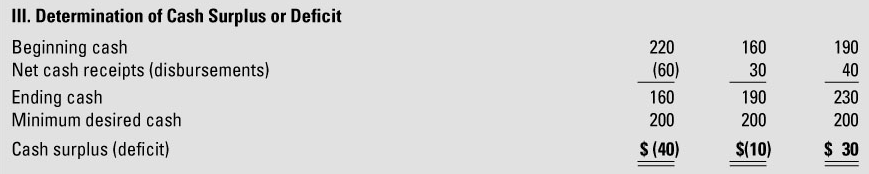 III. Determination of Cash Surplus or Deficit
Beginning cash 220 160 190
Net cash receipts (disbursements) (60) 30 40
Ending cash 160 190 230
Minimum desired cash 200 200 200
Cash surplus (deficit) $ (40) $(10) $ 30